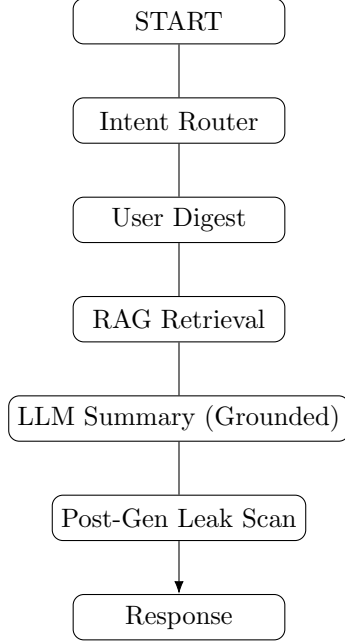 START
Intent Router
User Digest
RAG Retrieval
LLM Summary (Grounded)
Post-Gen Leak Scan
Response